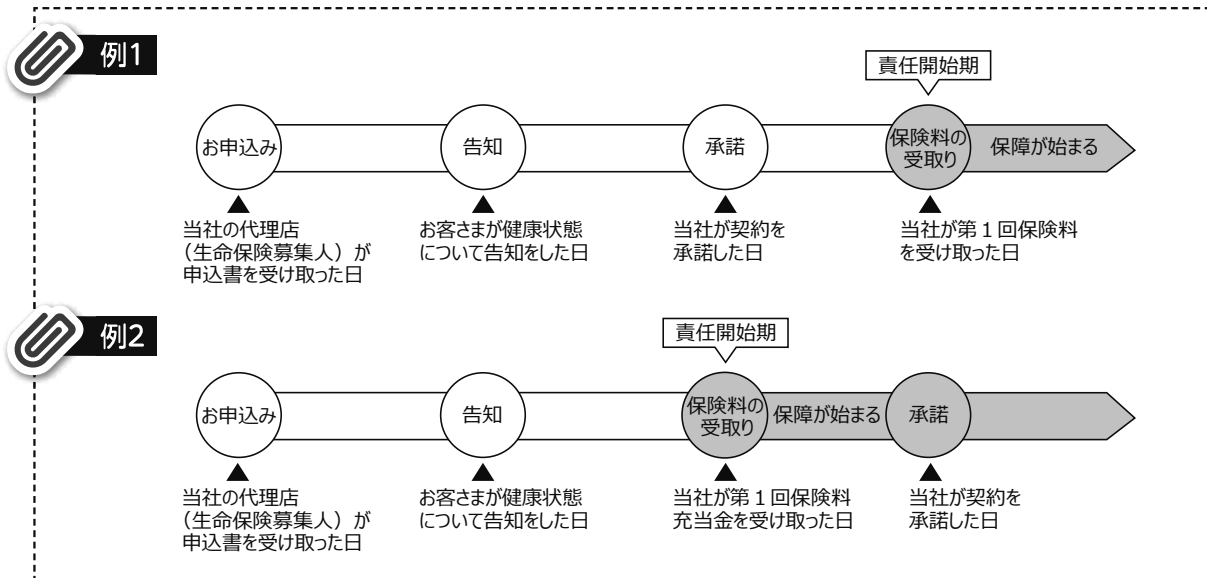 例1
責任開始期
お申込み
告知
承諾
保険料の
受取り
保障が始まる
当社の代理店
（生命保険募集人）が
申込書を受け取った日
お客さまが健康状態
について告知をした日
当社が契約を
承諾した日
当社が第1回保険料
を受け取った日
例2
責任開始期
お申込み
告知
保険料の
受取り
保障が始まる
承諾
当社の代理店
（生命保険募集人）が
申込書を受け取った日
お客さまが健康状態
について告知をした日
当社が第1回保険料
充当金を受け取った日
当社が契約を
承諾した日